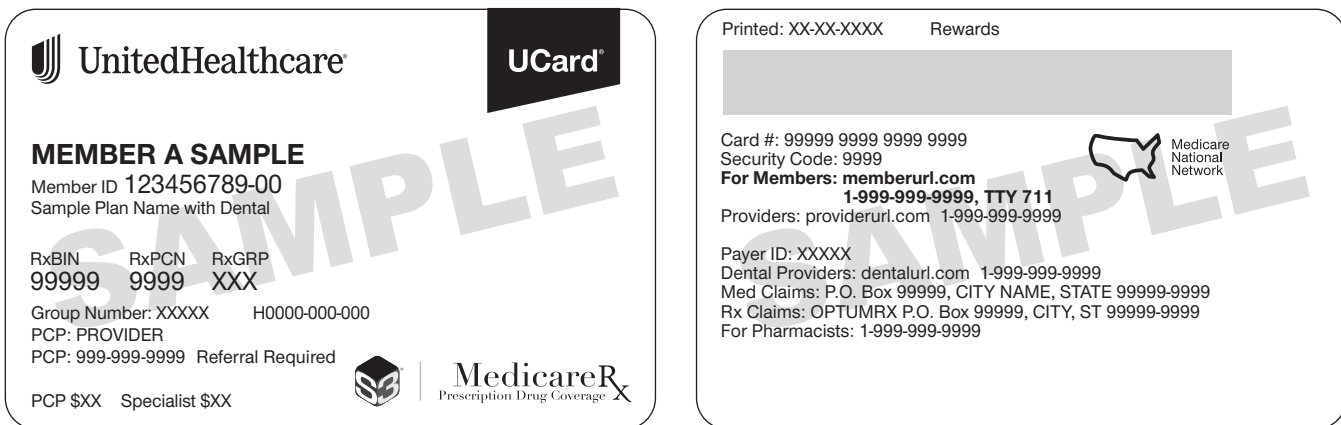 UnitedHealthcare®
UCard®
MEMBER A SAMPLE
Member ID 123456789-00
Sample Plan Name with Dental
RxBIN RxPCN RxGRP
99999 9999 XXX
Group Number: XXXXX H0000-000-000
PCP: PROVIDER
PCP: 999-999-9999 Referral Required
PCP $XX Specialist $XX
S3®
MedicareRx
Prescription Drug Coverage
SAMPLE
Printed: XX-XX-XXXX Rewards
Card #: 99999 9999 9999 9999
Security Code: 9999
For Members: memberurl.com
1-999-999-9999, TTY 711
Providers: providerurl.com 1-999-999-9999
Medicare
National
Network
Payer ID: XXXXX
Dental Providers: dentalurl.com 1-999-999-9999
Med Claims: P.O. Box 99999, CITY NAME, STATE 99999-9999
Rx Claims: OPTUMRX P.O. Box 99999, CITY, ST 99999-9999
For Pharmacists: 1-999-999-9999
SAMPLE